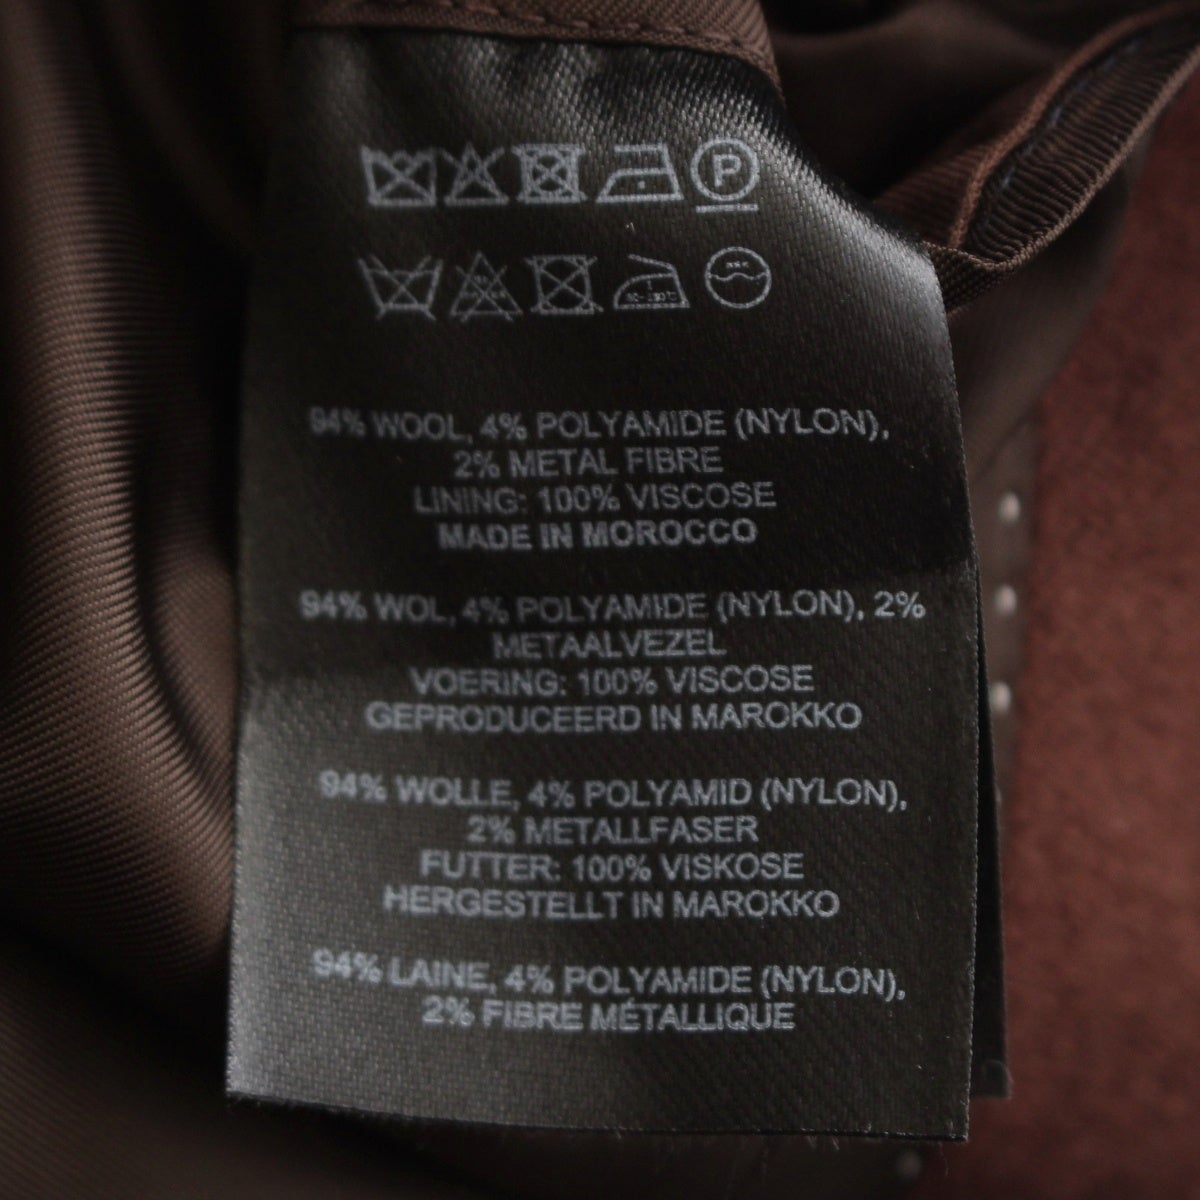 P
94% WOOL, 4% POLYAMIDE (NYLON),
2% METAL FIBRE
LINING: 100% VISCOSE
MADE IN MOROCCO
94% WOL, 4% POLYAMIDE (NYLON), 2%
METAALVEZEL
VOERING: 100% VISCOSE
GEPRODUCEERD IN MAROKKO
94% WOLLE, 4% POLYAMID (NYLON),
2% METALLFASER
FUTTER: 100% VISKOSE
HERGESTELLT IN MAROKKO
94% LAINE, 4% POLYAMIDE (NYLON),
2% FIBRE MÉTALLIQUE